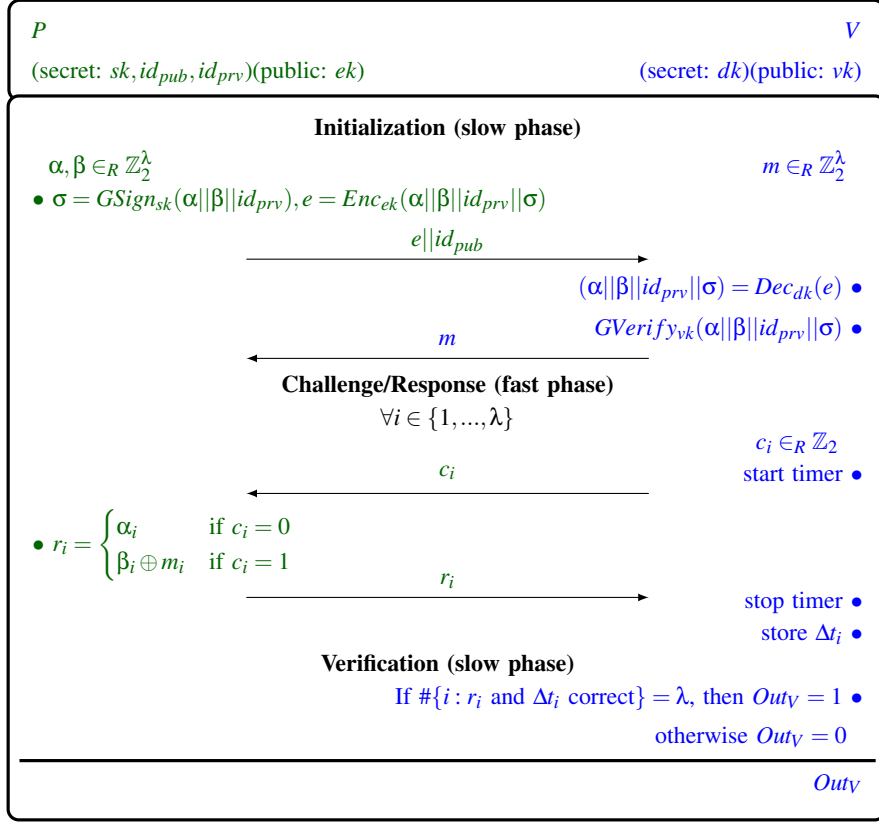 P V
(secret: sk, id_pub, id_prv)(public: ek) (secret: dk)(public: vk)
Initialization (slow phase)
α, β ∈_R ℤ_2^λ m ∈_R ℤ_2^λ
• σ = GSign_sk(α||β||id_prv), e = Enc_ek(α||β||id_prv||σ)
e||id_pub
(α||β||id_prv||σ) = Dec_dk(e) •
GVerify_vk(α||β||id_prv||σ) •
m
Challenge/Response (fast phase)
∀i ∈ {1, ..., λ}
c_i ∈_R ℤ_2
c_i
start timer •
• r_i = { α_i if c_i = 0
β_i ⊕ m_i if c_i = 1
r_i
stop timer •
store Δt_i •
Verification (slow phase)
If #{i : r_i and Δt_i correct} = λ, then Out_V = 1 •
otherwise Out_V = 0
Out_V